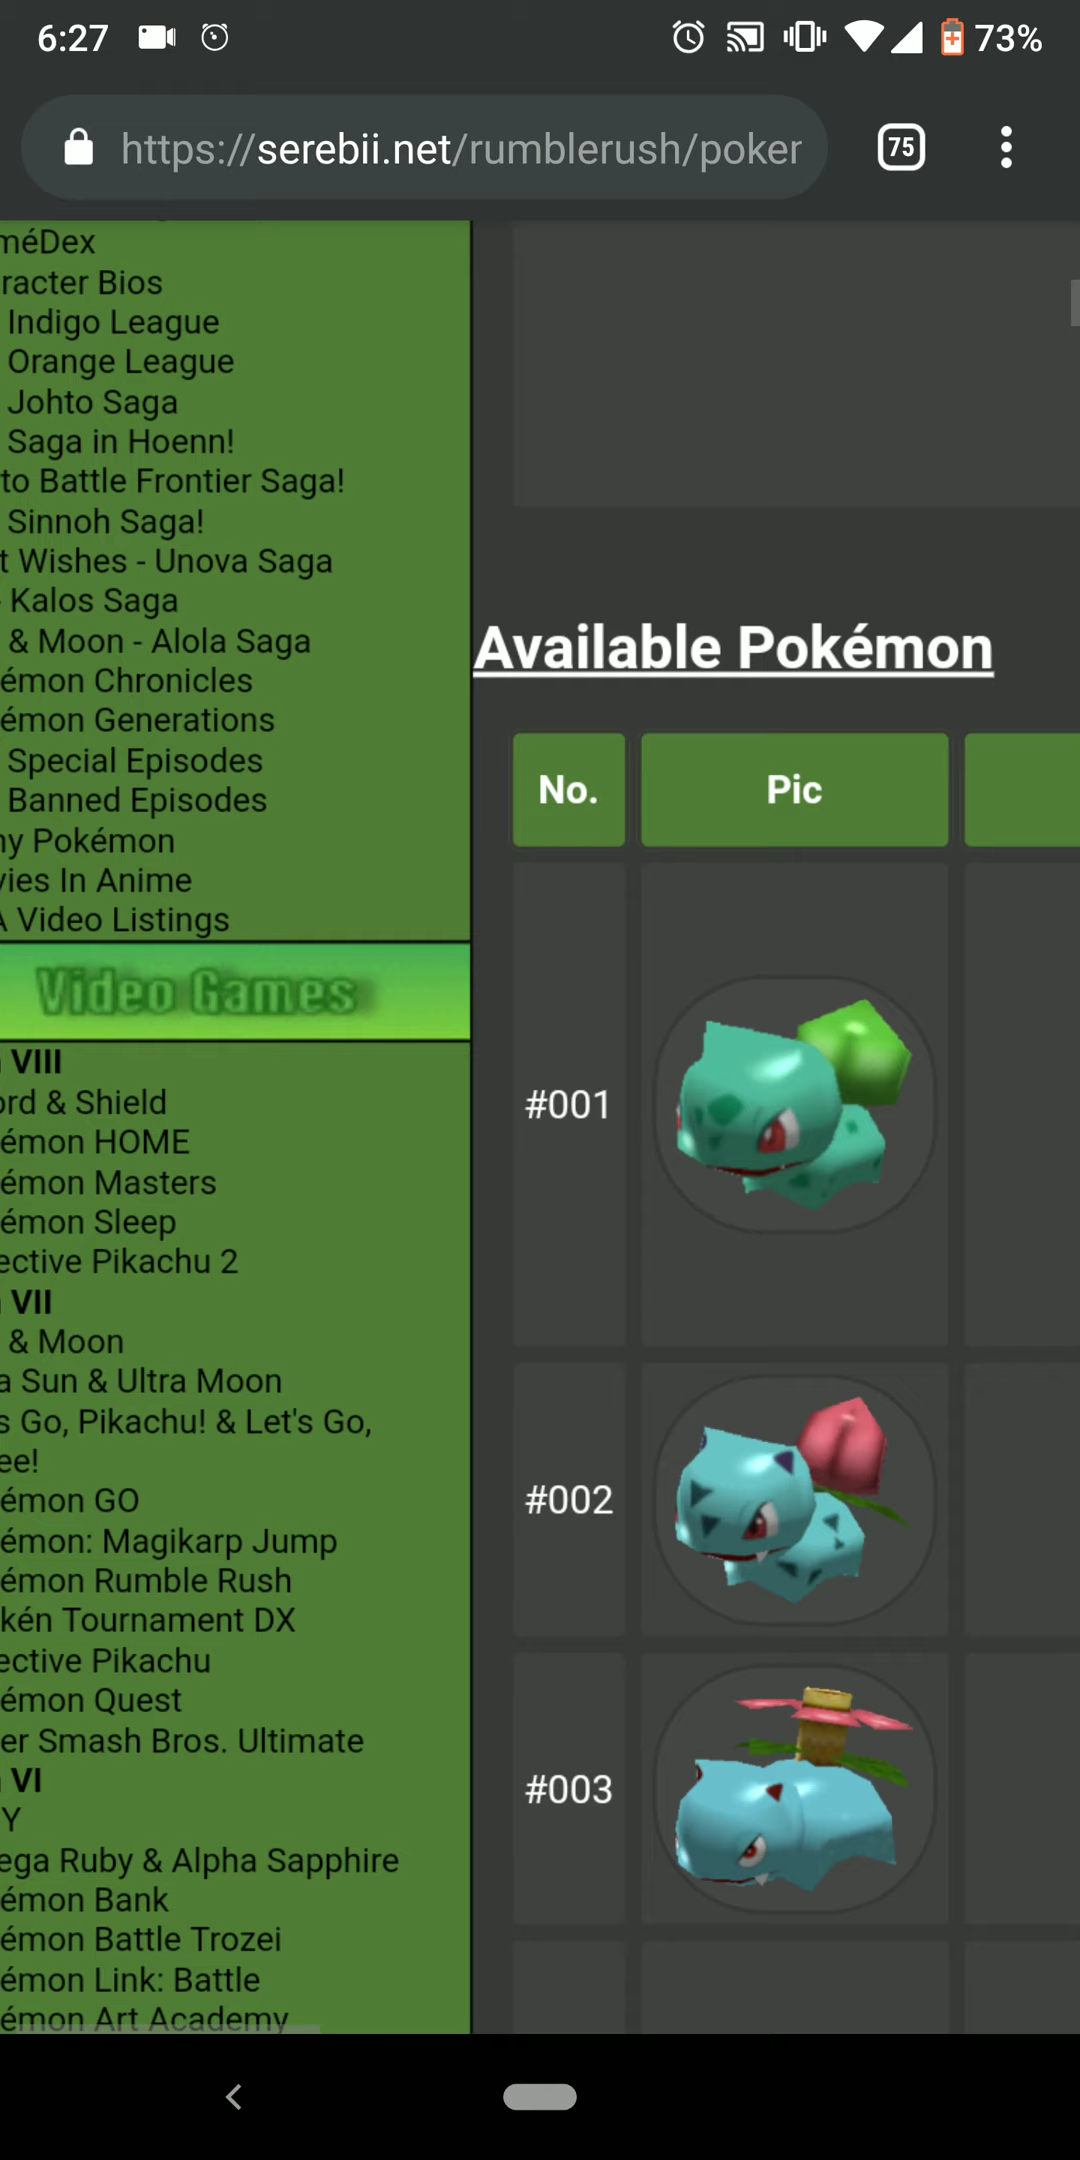 6:27
73%
https://serebii.net/rumblerush/poker
75
méDex
racter Bios
Indigo League
Orange League
Johto Saga
Saga in Hoenn!
to Battle Frontier Saga!
Sinnoh Saga!
t Wishes - Unova Saga
- Kalos Saga
& Moon - Alola Saga
émon Chronicles
émon Generations
Special Episodes
Banned Episodes
ny Pokémon
vies In Anime
A Video Listings
Video Games
VIII
ord & Shield
émon HOME
émon Masters
émon Sleep
ective Pikachu 2
VII
& Moon
a Sun & Ultra Moon
s Go, Pikachu! & Let's Go,
ee!
émon GO
émon: Magikarp Jump
émon Rumble Rush
kén Tournament DX
ective Pikachu
émon Quest
er Smash Bros. Ultimate
VI
Y
ega Ruby & Alpha Sapphire
émon Bank
émon Battle Trozei
émon Link: Battle
émon Art Academy
Available Pokémon
No. Pic
#001
#002
#003